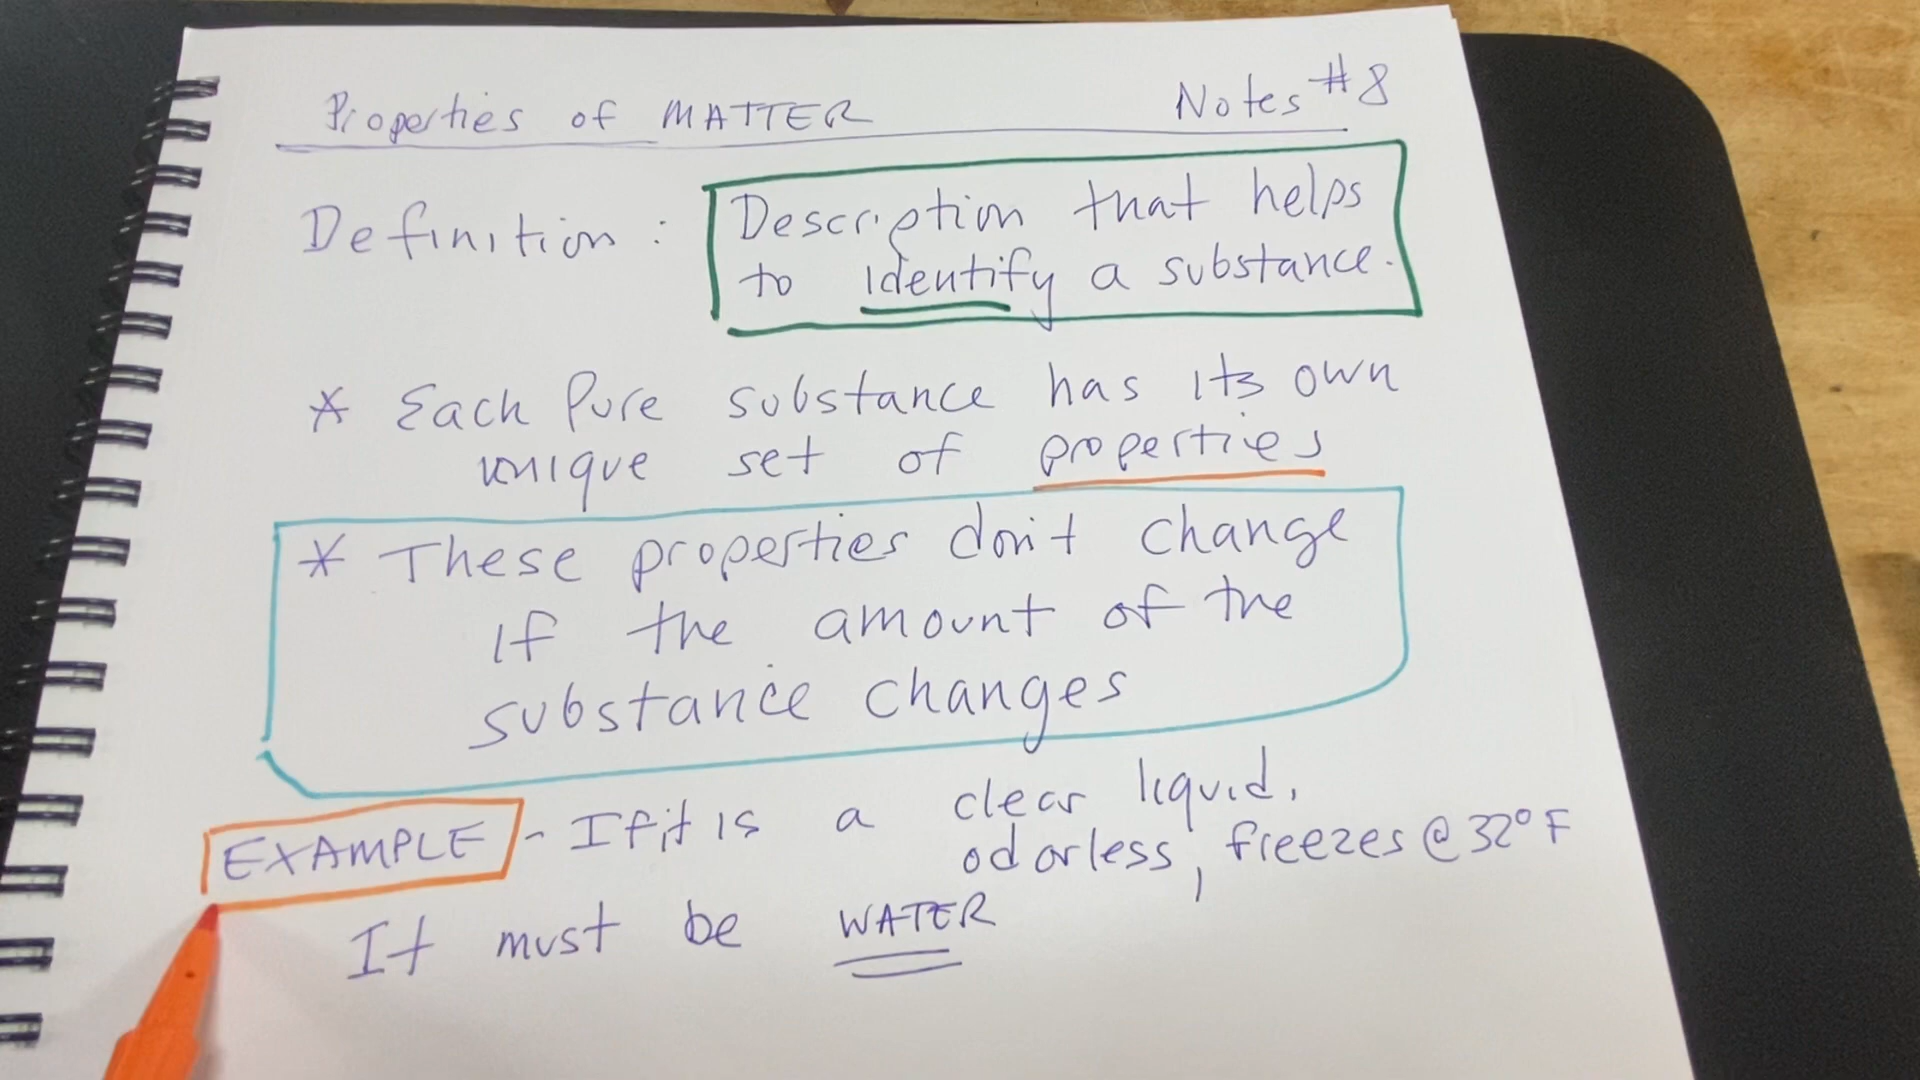 Properties of MATTER Notes #8
Definition: Description that helps
to identify a substance.
* Each Pure substance has its own
unique set of properties
* These properties don't change
If the amount of the
substance changes
EXAMPLE - If it is a clear liquid,
odorless, freezes @ 32°F
It must be WATER